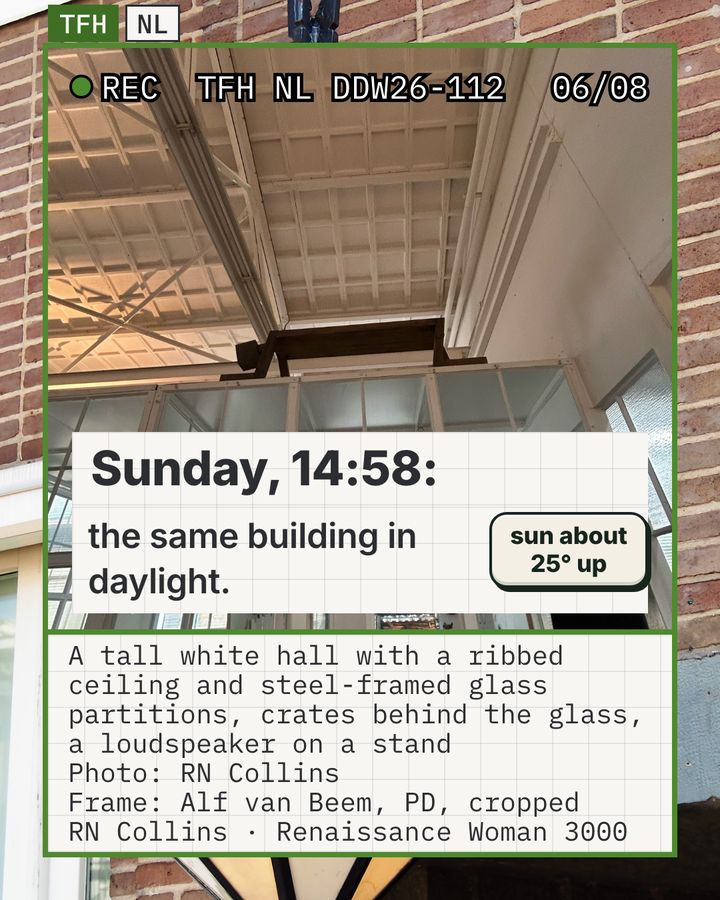 TFH NL
REC TFH NL DDW26-112 06/08
Sunday, 14:58:
the same building in
daylight.
sun about
25° up
A tall white hall with a ribbed
ceiling and steel-framed glass
partitions, crates behind the glass,
a loudspeaker on a stand
Photo: RN Collins
Frame: Alf van Beem, PD, cropped
RN Collins · Renaissance Woman 3000